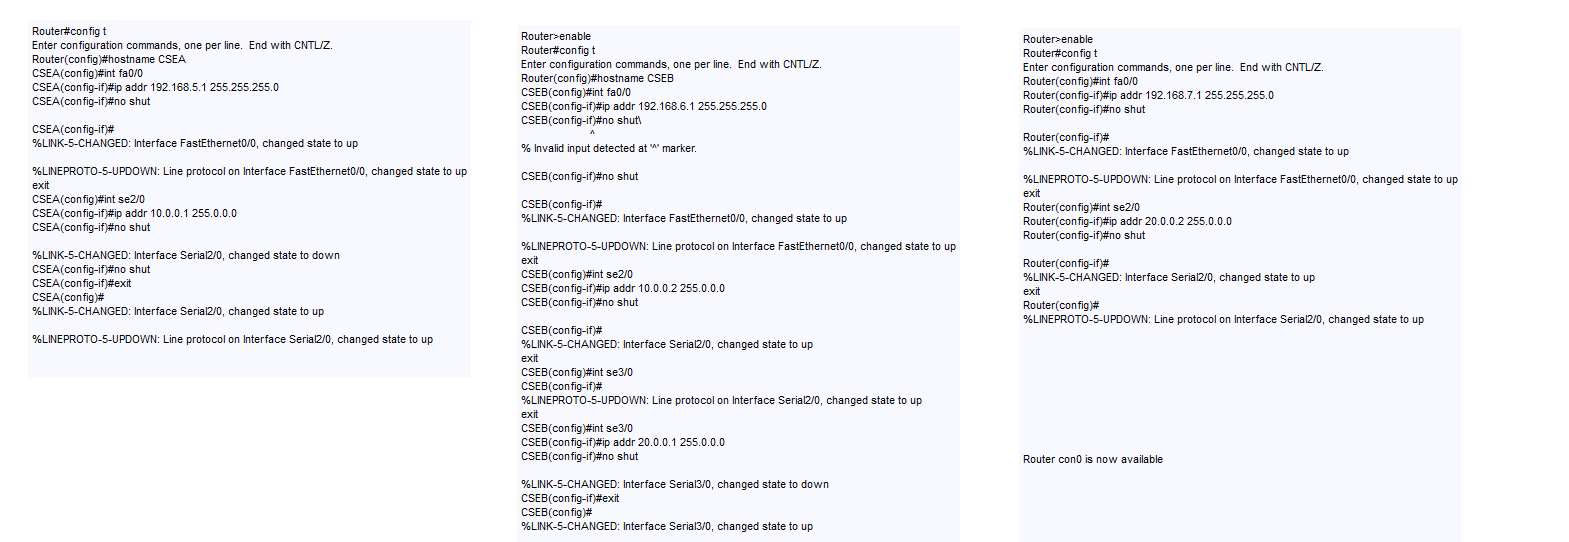 Router#config t
Enter configuration commands, one per line.  End with CNTL/Z.
Router(config)#hostname CSEA
CSEA(config)#int fa0/0
CSEA(config-if)#ip addr 192.168.5.1 255.255.255.0
CSEA(config-if)#no shut
CSEA(config-if)#
%LINK-5-CHANGED: Interface FastEthernet0/0, changed state to up
%LINEPROTO-5-UPDOWN: Line protocol on Interface FastEthernet0/0, changed state to up
exit
CSEA(config)#int se2/0
CSEA(config-if)#ip addr 10.0.0.1 255.0.0.0
CSEA(config-if)#no shut
%LINK-5-CHANGED: Interface Serial2/0, changed state to down
CSEA(config-if)#no shut
CSEA(config-if)#exit
CSEA(config)#
%LINK-5-CHANGED: Interface Serial2/0, changed state to up
%LINEPROTO-5-UPDOWN: Line protocol on Interface Serial2/0, changed state to up
Router>enable
Router#config t
Enter configuration commands, one per line.  End with CNTL/Z.
Router(config)#hostname CSEB
CSEB(config)#int fa0/0
CSEB(config-if)#ip addr 192.168.6.1 255.255.255.0
CSEB(config-if)#no shut\
^
% Invalid input detected at '^' marker.
CSEB(config-if)#no shut
CSEB(config-if)#
%LINK-5-CHANGED: Interface FastEthernet0/0, changed state to up
%LINEPROTO-5-UPDOWN: Line protocol on Interface FastEthernet0/0, changed state to up
exit
CSEB(config)#int se2/0
CSEB(config-if)#ip addr 10.0.0.2 255.0.0.0
CSEB(config-if)#no shut
CSEB(config-if)#
%LINK-5-CHANGED: Interface Serial2/0, changed state to up
exit
CSEB(config)#int se3/0
CSEB(config-if)#
%LINEPROTO-5-UPDOWN: Line protocol on Interface Serial2/0, changed state to up
exit
CSEB(config)#int se3/0
CSEB(config-if)#ip addr 20.0.0.1 255.0.0.0
CSEB(config-if)#no shut
%LINK-5-CHANGED: Interface Serial3/0, changed state to down
CSEB(config-if)#exit
CSEB(config)#
%LINK-5-CHANGED: Interface Serial3/0, changed state to up
Router>enable
Router#config t
Enter configuration commands, one per line.  End with CNTL/Z.
Router(config)#int fa0/0
Router(config-if)#ip addr 192.168.7.1 255.255.255.0
Router(config-if)#no shut
Router(config-if)#
%LINK-5-CHANGED: Interface FastEthernet0/0, changed state to up
%LINEPROTO-5-UPDOWN: Line protocol on Interface FastEthernet0/0, changed state to up
exit
Router(config)#int se2/0
Router(config-if)#ip addr 20.0.0.2 255.0.0.0
Router(config-if)#no shut
Router(config-if)#
%LINK-5-CHANGED: Interface Serial2/0, changed state to up
exit
Router(config)#
%LINEPROTO-5-UPDOWN: Line protocol on Interface Serial2/0, changed state to up
Router con0 is now available